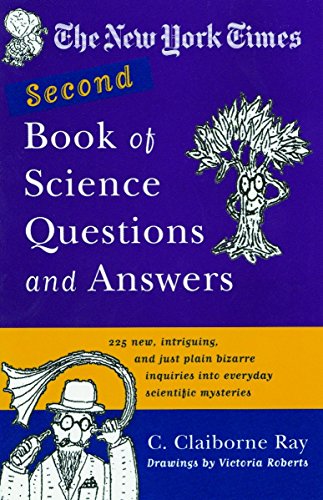 The New York Times
Second
Book of
Science
Questions
and Answers
225 new, intriguing,
and just plain bizarre
inquiries into everyday
scientific mysteries
C. Claiborne Ray
Drawings by Victoria Roberts